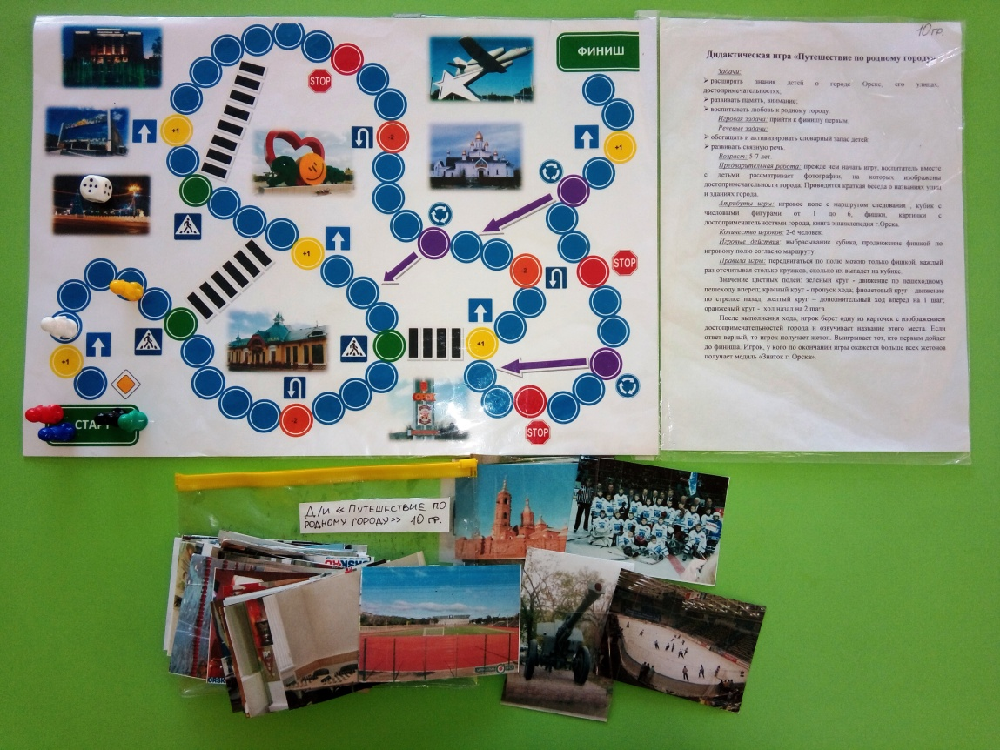 ФИНИШ
STOP
+1
-2
+1
+1
-2
STOP
+1
+1
-2
STOP
СТАРТ
ОРСК
10 гр.
Дидактическая игра «Путешествие по родному городу»
Задачи:
➢ расширять знания детей о городе Орске, его улицах,
достопримечательностях;
➢ развивать память, внимание;
➢ воспитывать любовь к родному городу.
Игровая задача: прийти к финишу первым
Речевые задачи:
➢ обогащать и активизировать словарный запас детей;
➢ развивать связную речь.
Возраст: 5-7 лет.
Предварительная работа: прежде чем начать игру, воспитатель вместе
с детьми рассматривает фотографии, на которых изображены
достопримечательности города. Проводится краткая беседа о названиях улиц
и зданиях города.
Атрибуты игры: игровое поле с маршрутом следования , кубик с
числовыми фигурами от 1 до 6, фишки, картинки с
достопримечательностями города, книга энциклопедия г.Орска.
Количество игроков: 2-6 человек.
Игровые действия: выбрасывание кубика, продвижение фишкой по
игровому полю согласно маршруту.
Правила игры: передвигаться по полю можно только фишкой, каждый
раз отсчитывая столько кружков, сколько их выпадет на кубике.
Значение цветных полей: зеленый круг - движение по пешеходному
пешеходу вперед; красный круг - пропуск хода; фиолетовый круг – движение
по стрелке назад; желтый круг – дополнительный ход вперед на 1 шаг;
оранжевый круг - ход назад на 2 шага.
После выполнения хода, игрок берет одну из карточек с изображением
достопримечательностей города и озвучивает название этого места. Если
ответ верный, то игрок получает жетон. Выигрывает тот, кто первым дойдет
до финиша. Игрок, у кого по окончании игры окажется больше всех жетонов
получает медаль «Знаток г. Орска».
Д/и «Путешествие по
родному городу» 10 гр.